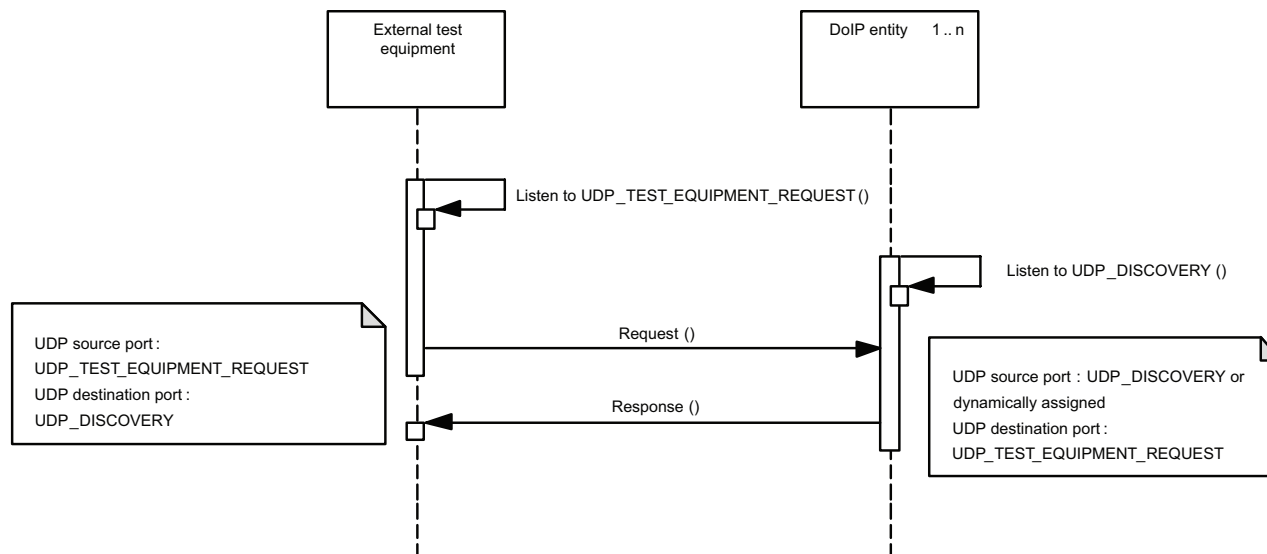 External test
equipment
DoIP entity 1 .. n
Listen to UDP_TEST_EQUIPMENT_REQUEST ()
Listen to UDP_DISCOVERY ()
UDP source port :
UDP_TEST_EQUIPMENT_REQUEST
UDP destination port :
UDP_DISCOVERY
Request ()
Response ()
UDP source port : UDP_DISCOVERY or
dynamically assigned
UDP destination port :
UDP_TEST_EQUIPMENT_REQUEST